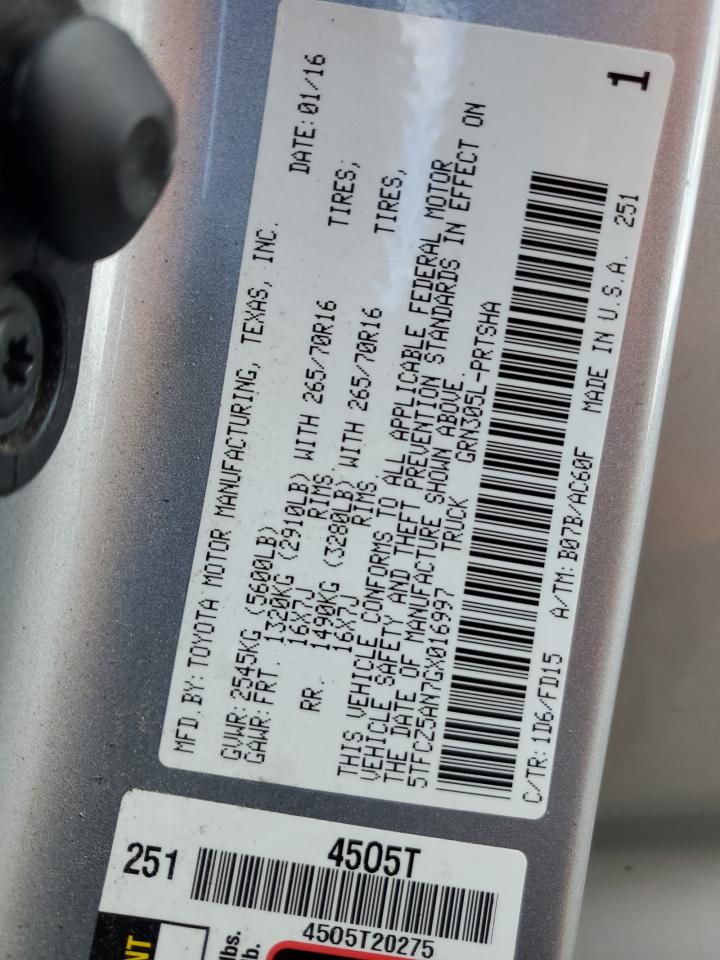 MFD. BY: TOYOTA MOTOR MANUFACTURING, TEXAS, INC. DATE: 01/16
GVWR: 2545KG (5600LB)
GAWR: FRT. 1320KG (2910LB) WITH 265/70R16 TIRES,
16X7J RIMS
RR. 1490KG (3280LB) WITH 265/70R16 TIRES,
16X7J RIMS
THIS VEHICLE CONFORMS TO ALL APPLICABLE FEDERAL MOTOR
VEHICLE SAFETY AND THEFT PREVENTION STANDARDS IN EFFECT ON
THE DATE OF MANUFACTURE SHOWN ABOVE.
5TFCZ5AN7GX016997 TRUCK GRN305L-PRTSHA
C/TR: 1D6/FD15 A/TM: B07B/AC60F MADE IN U.S.A. 251
1
251 4505T
4505T20275
lbs.